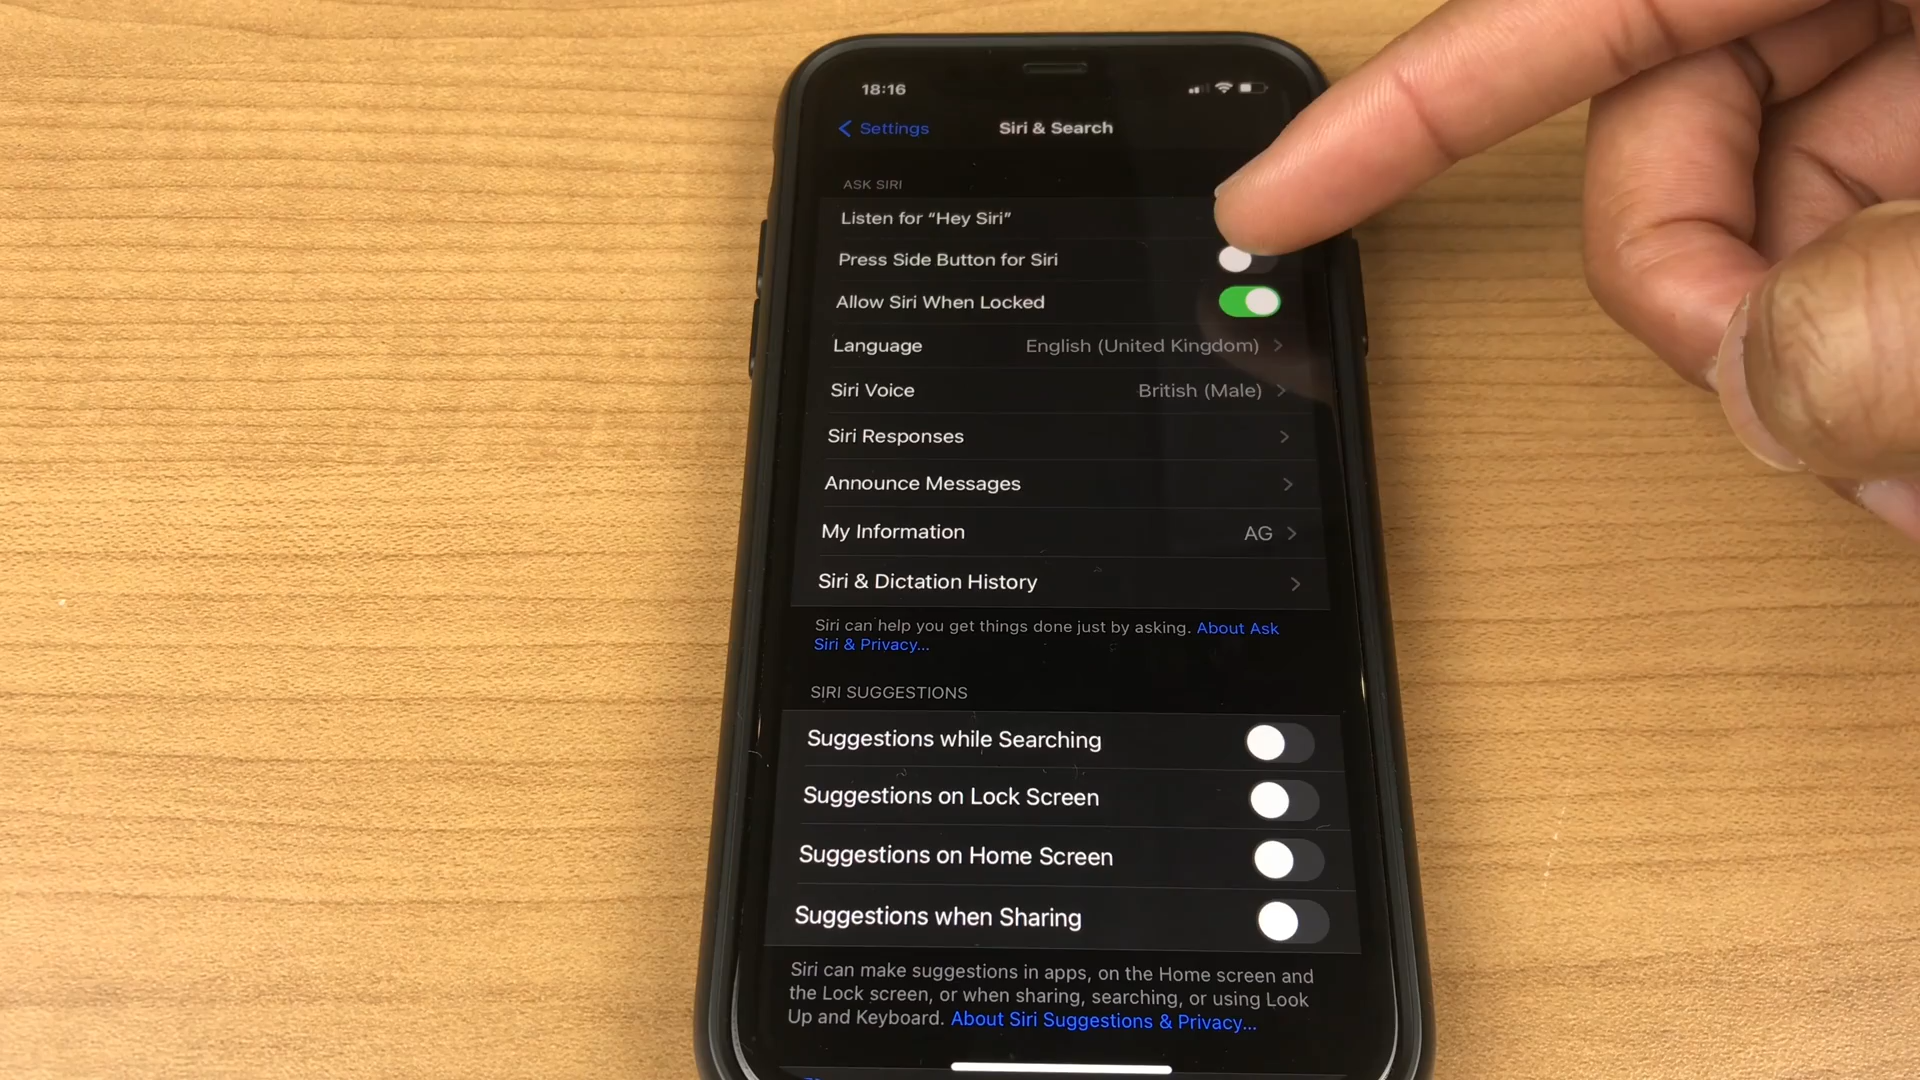 18:16
Settings
Siri & Search
ASK SIRI
Listen for “Hey Siri”
Press Side Button for Siri
Allow Siri When Locked
Language English (United Kingdom)
Siri Voice British (Male)
Siri Responses
Announce Messages
My Information AG
Siri & Dictation History
Siri can help you get things done just by asking. About Ask
Siri & Privacy...
SIRI SUGGESTIONS
Suggestions while Searching
Suggestions on Lock Screen
Suggestions on Home Screen
Suggestions when Sharing
Siri can make suggestions in apps, on the Home screen and
the Lock screen, or when sharing, searching, or using Look
Up and Keyboard. About Siri Suggestions & Privacy...